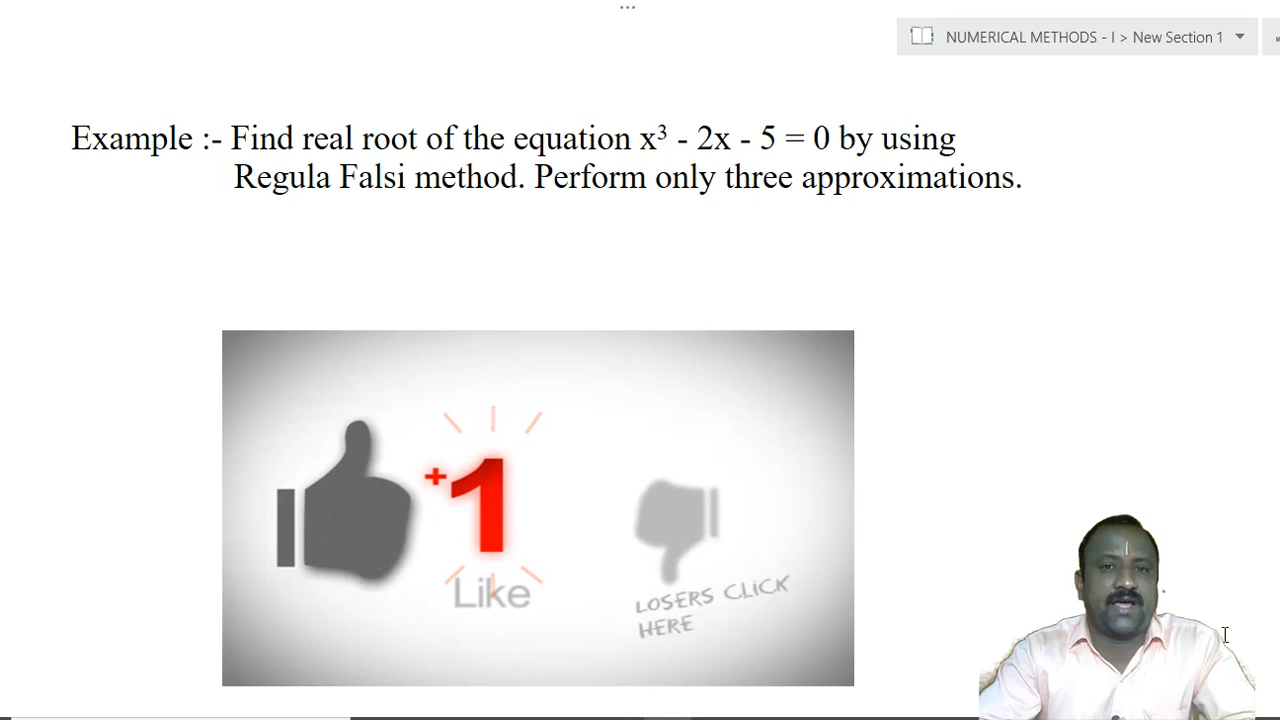 ...
NUMERICAL METHODS - I > New Section 1
Example :- Find real root of the equation x³ - 2x - 5 = 0 by using
Regula Falsi method. Perform only three approximations.
+1
Like
LOSERS CLICK
HERE